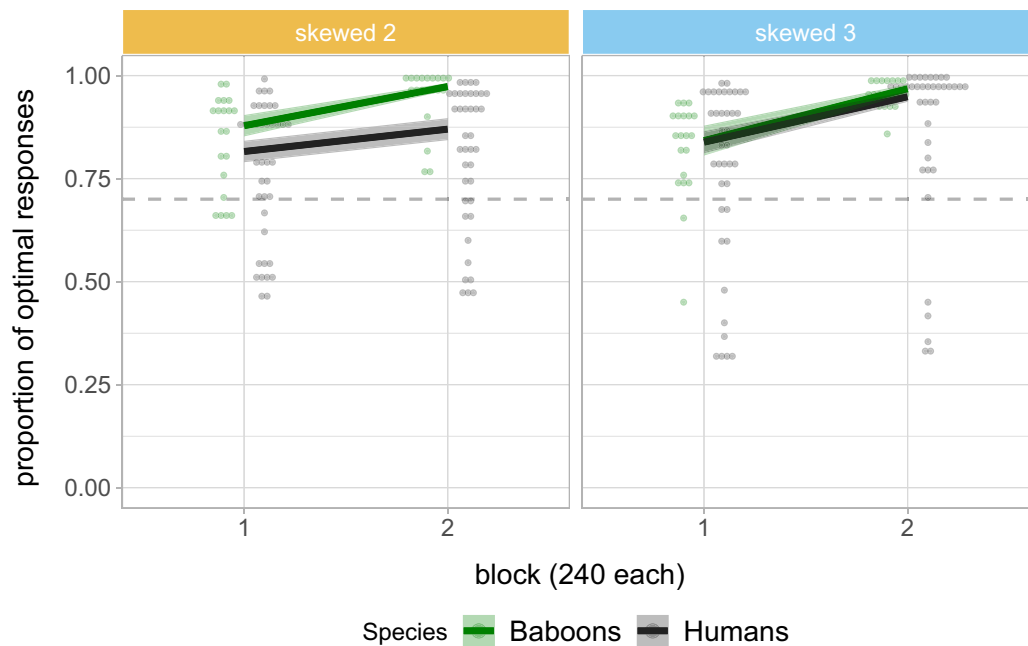 skewed 2
skewed 3
proportion of optimal responses
1.00
0.75
0.50
0.25
0.00
1
2
1
2
block (240 each)
Species
Baboons
Humans